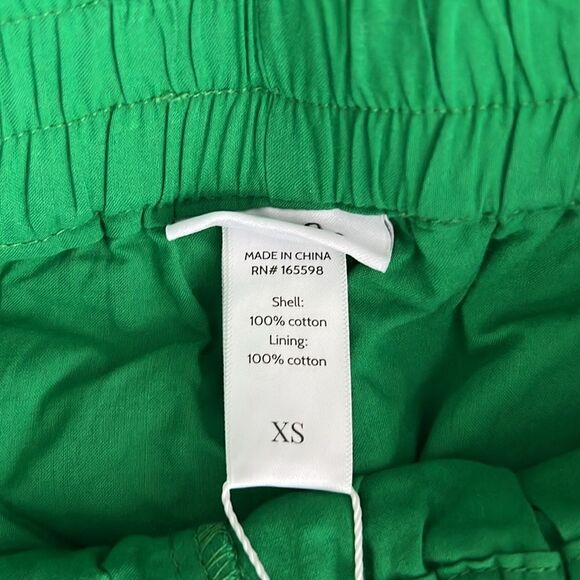 MADE IN CHINA
RN# 165598
Shell:
100% cotton
Lining:
100% cotton
XS